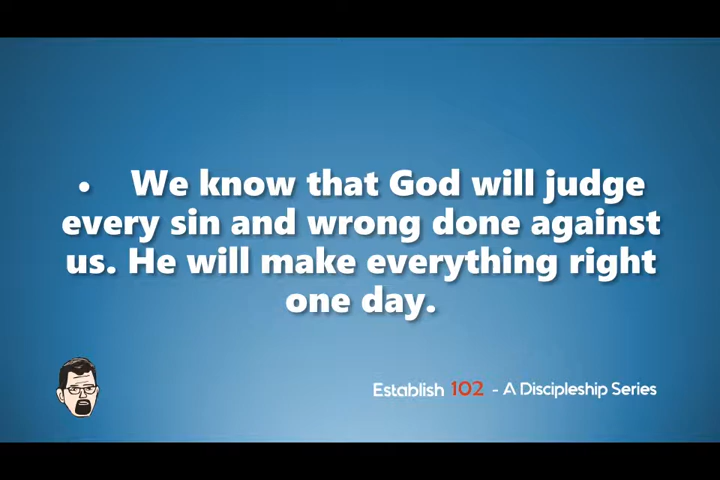 • We know that God will judge
every sin and wrong done against
us. He will make everything right
one day.
Establish 102 - A Discipleship Series